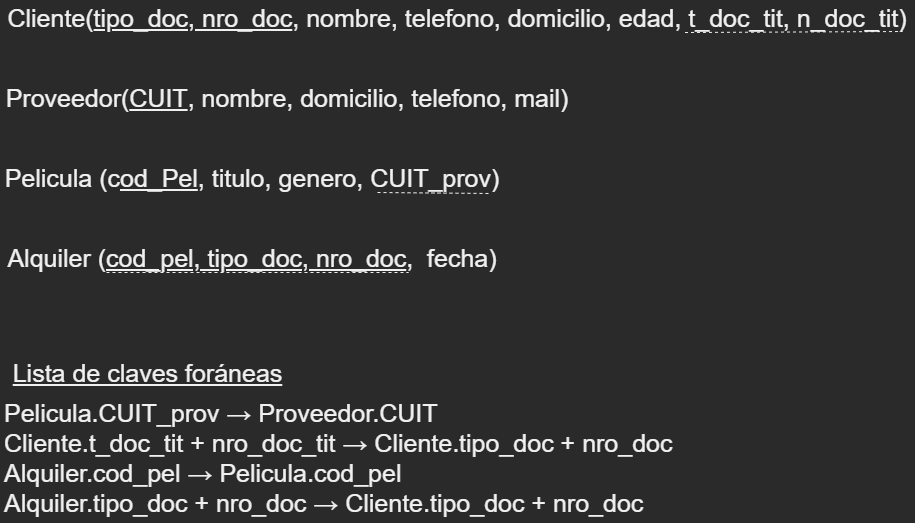 Cliente(tipo_doc, nro_doc, nombre, telefono, domicilio, edad, t_doc_tit, n_doc_tit)
Proveedor(CUIT, nombre, domicilio, telefono, mail)
Pelicula (cod_Pel, titulo, genero, CUIT_prov)
Alquiler (cod_pel, tipo_doc, nro_doc, fecha)
Lista de claves foráneas
Pelicula.CUIT_prov → Proveedor.CUIT
Cliente.t_doc_tit + nro_doc_tit → Cliente.tipo_doc + nro_doc
Alquiler.cod_pel → Pelicula.cod_pel
Alquiler.tipo_doc + nro_doc → Cliente.tipo_doc + nro_doc